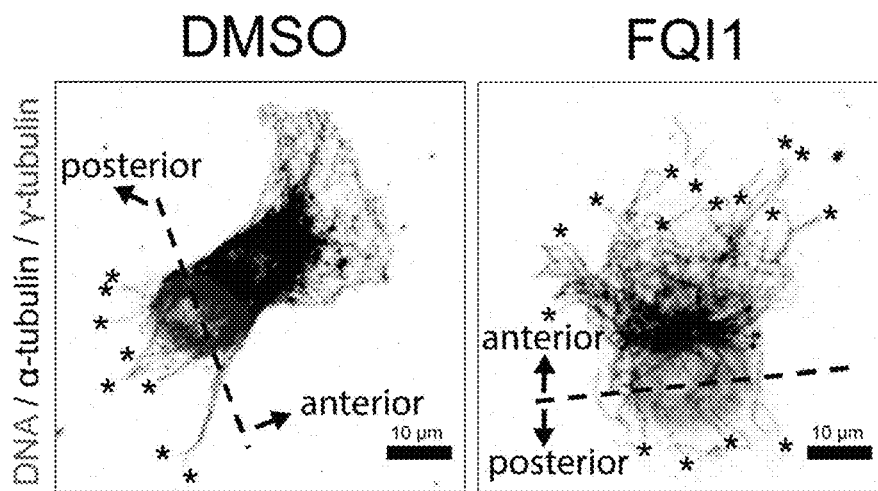 DMSO
FQI1
DNA / α-tubulin / γ-tubulin
posterior
anterior
10 µm
anterior
posterior
10 µm